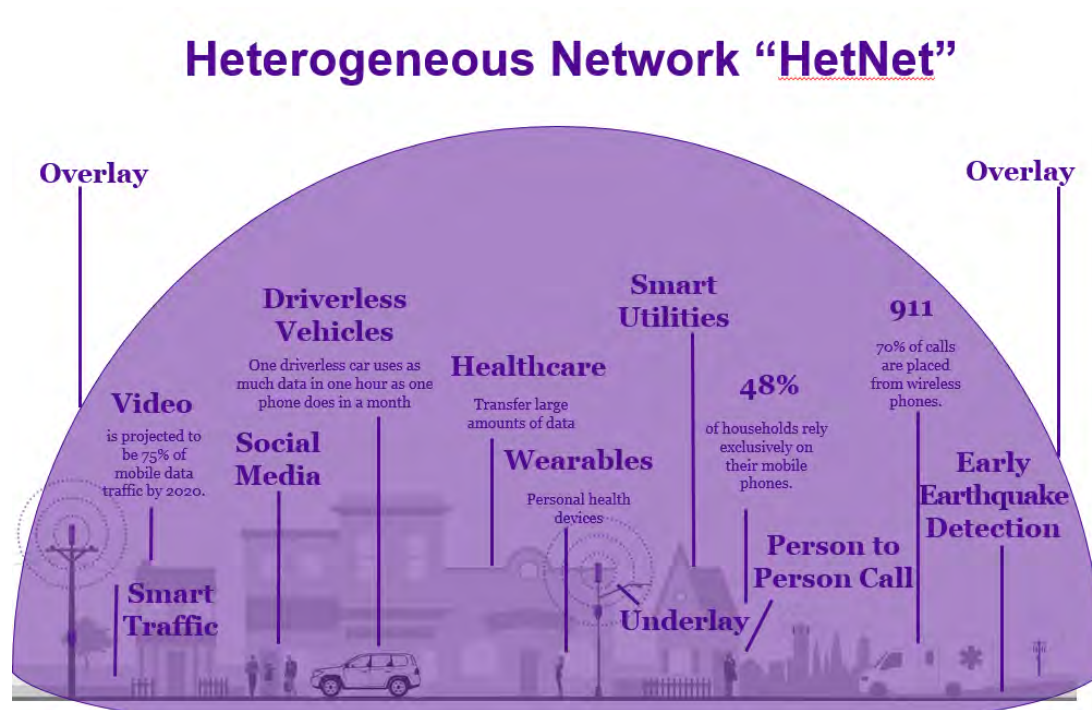 Heterogeneous Network “HetNet”
Overlay
Overlay
Driverless
Vehicles
One driverless car uses as
much data in one hour as one
phone does in a month
Smart
Utilities
911
70% of calls
are placed
from wireless
phones.
Healthcare
Transfer large
amounts of data
48%
of households rely
exclusively on
their mobile
phones.
Video
is projected to
be 75% of
mobile data
traffic by 2020.
Social
Media
Wearables
Personal health
devices
Early
Earthquake
Detection
Person to
Person Call
Smart
Traffic
Underlay